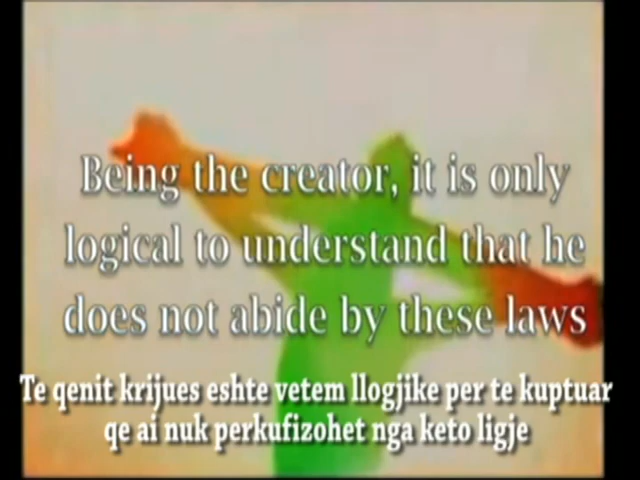 Being the creator, it is only
logical to understand that he
does not abide by these laws
Te qenit krijues eshte vetem llogjike per te kuptuar
qe ai nuk perkufizohet nga keto ligje